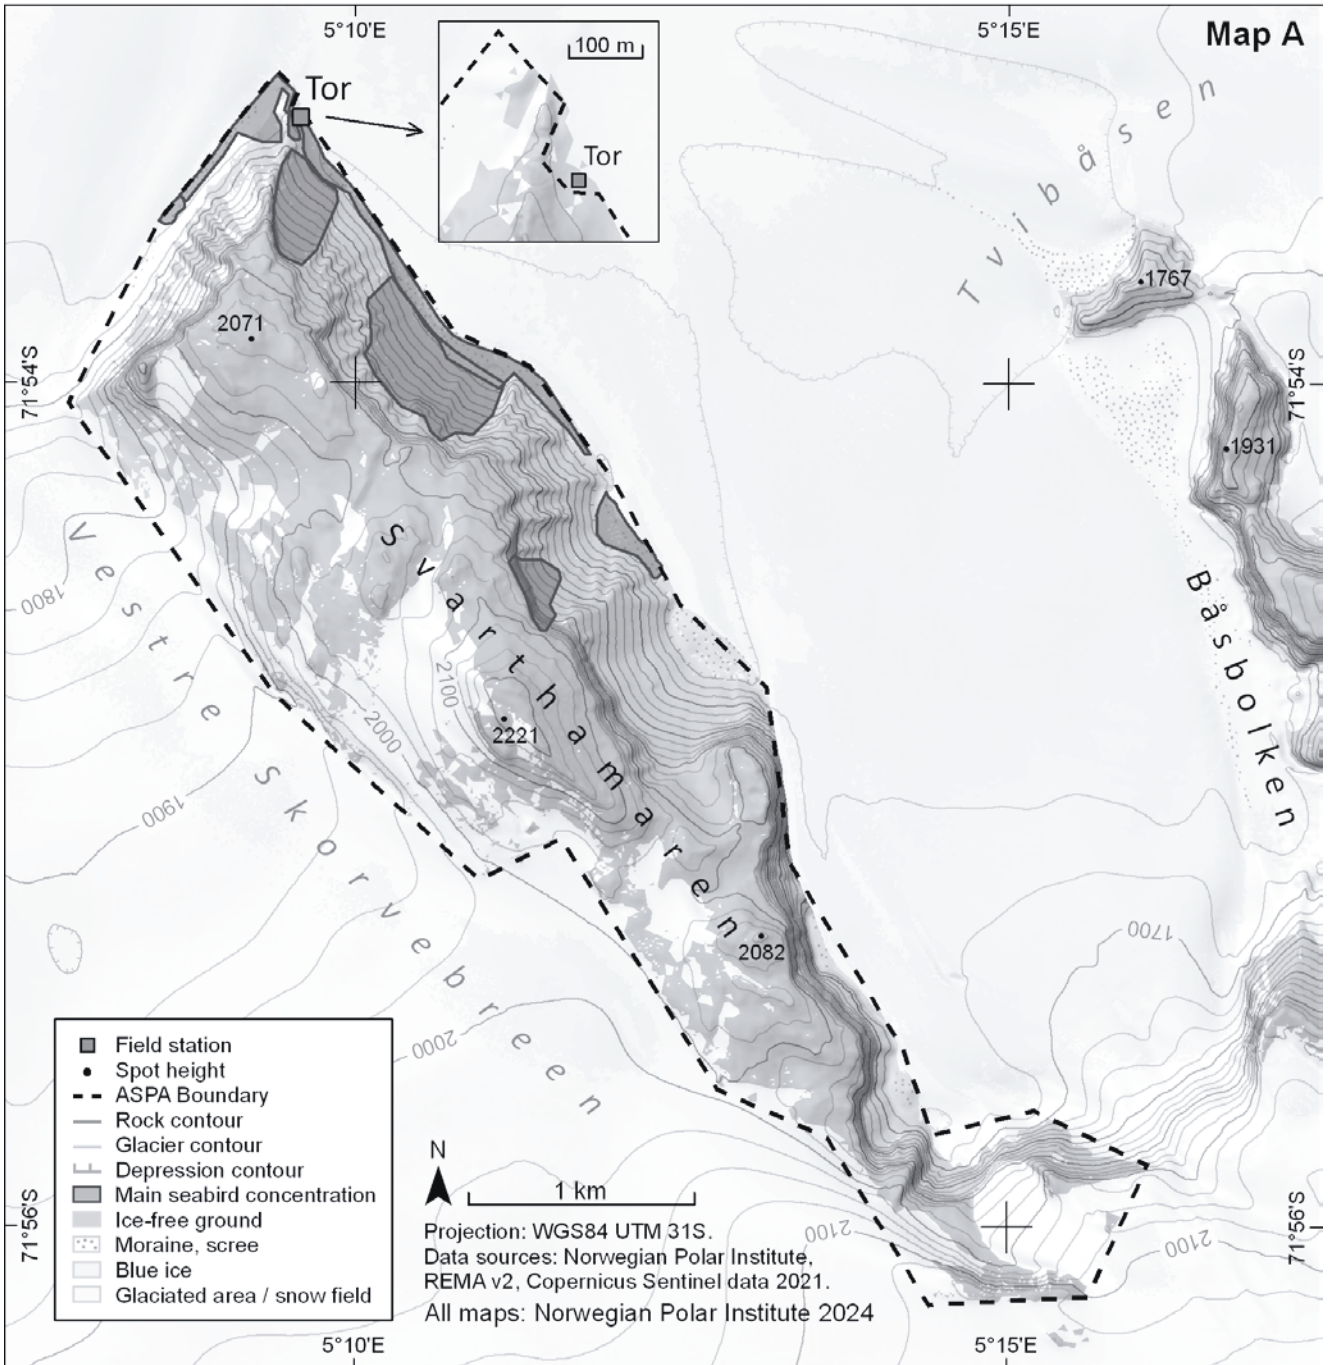 5°10'E
5°15'E
Map A
100 m
Tor
Tor
Tvibåsen
1767
2071
71°54'S
71°54'S
1931
Svarthamaren
Vestre Skorvebreen
Båsbolken
1800
2100
2221
2000
1900
2082
1700
2000
Field station
Spot height
ASPA Boundary
Rock contour
Glacier contour
Depression contour
Main seabird concentration
Ice-free ground
Moraine, scree
Blue ice
Glaciated area / snow field
N
1 km
Projection: WGS84 UTM 31S.
Data sources: Norwegian Polar Institute,
REMA v2, Copernicus Sentinel data 2021.
All maps: Norwegian Polar Institute 2024
71°56'S
2100
2100
71°56'S
5°10'E
5°15'E